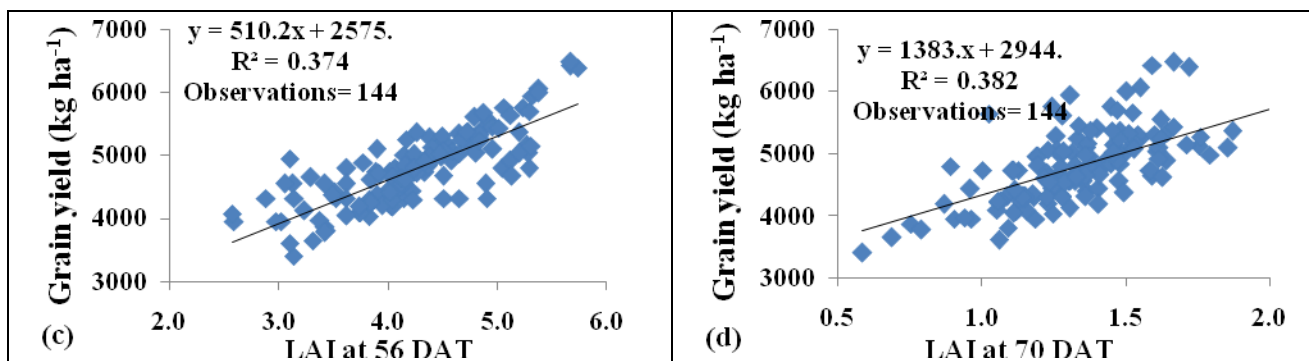 y = 510.2x + 2575.
R² = 0.374
Observations= 144
Grain yield (kg ha⁻¹)
7000
6000
5000
4000
3000
2.0
3.0
4.0
5.0
6.0
(c)
LAI at 56 DAT
y = 1383.x + 2944.
R² = 0.382
Observations= 144
Grain yield (kg ha⁻¹)
7000
6000
5000
4000
3000
0.5
1.0
1.5
2.0
(d)
LAI at 70 DAT